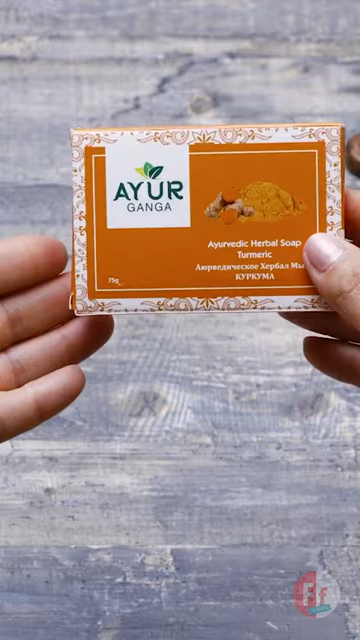 AYUR
GANGA
Ayurvedic Herbal Soap
Turmeric
Аюрведическое Хербал Мы
КУРКУМА
75g